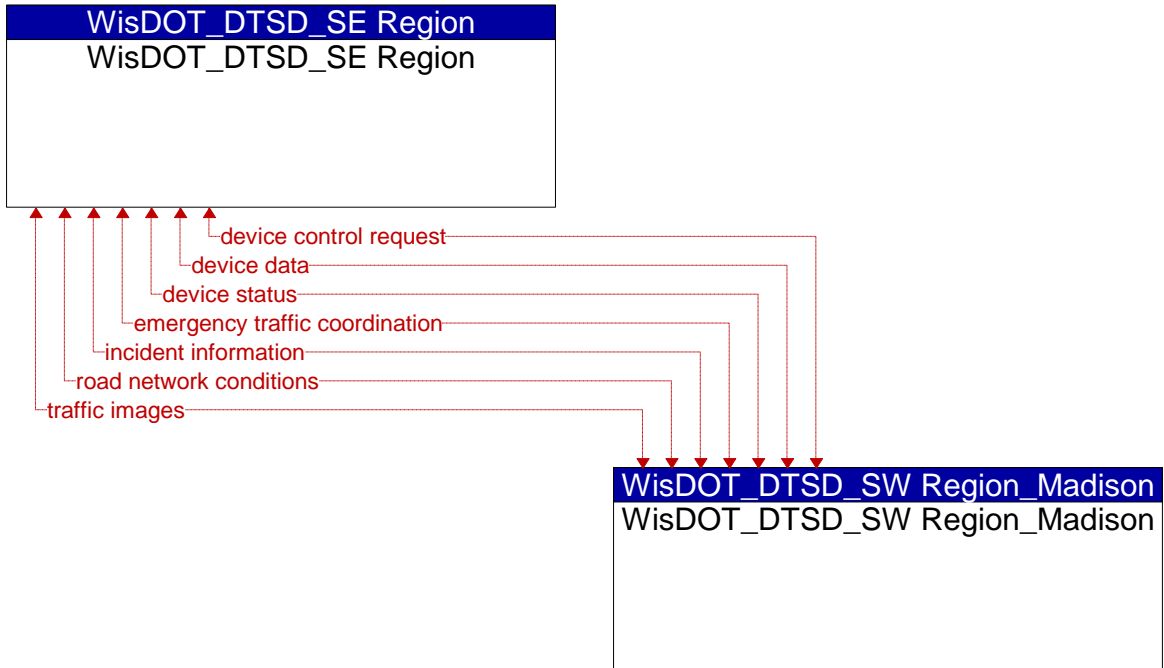 WisDOT_DTSD_SE Region
WisDOT_DTSD_SE Region
device control request
device data
device status
emergency traffic coordination
incident information
road network conditions
traffic images
WisDOT_DTSD_SW Region_Madison
WisDOT_DTSD_SW Region_Madison